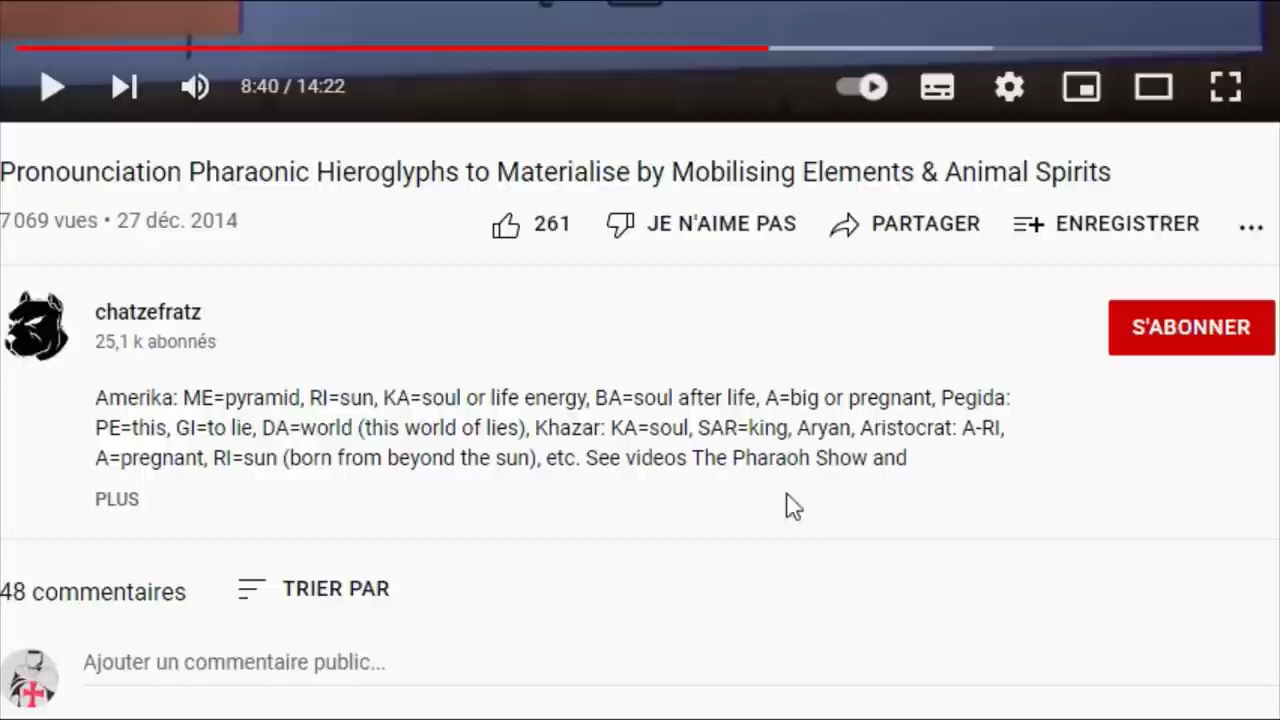 8:40 / 14:22
Pronounciation Pharaonic Hieroglyphs to Materialise by Mobilising Elements & Animal Spirits
7 069 vues • 27 déc. 2014
261 JE N'AIME PAS PARTAGER ENREGISTRER
chatzefratz
25,1 k abonnés
S'ABONNER
Amerika: ME=pyramid, RI=sun, KA=soul or life energy, BA=soul after life, A=big or pregnant, Pegida:
PE=this, GI=to lie, DA=world (this world of lies), Khazar: KA=soul, SAR=king, Aryan, Aristocrat: A-RI,
A=pregnant, RI=sun (born from beyond the sun), etc. See videos The Pharaoh Show and
PLUS
48 commentaires TRIER PAR
Ajouter un commentaire public...